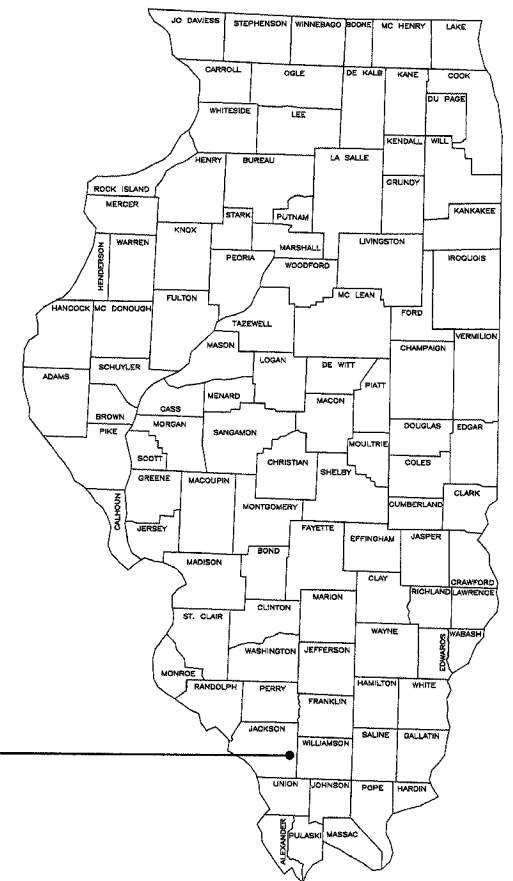 JO DAVIESS STEPHENSON WINNEBAGO BOONE MC HENRY LAKE
CARROLL OGLE DE KALB KANE COOK
DU PAGE
WHITESIDE LEE
KENDALL WILL
HENRY BUREAU LA SALLE
GRUNDY
ROCK ISLAND
MERCER
STARK PUTNAM KANKAKEE
KNOX
HENDERSON WARREN MARSHALL LIVINGSTON
PEORIA WOODFORD IROQUOIS
FULTON MC LEAN
HANCOCK MC DONOUGH FORD
TAZEWELL
MASON VERMILION
LOGAN CHAMPAIGN
ADAMS SCHUYLER DE WITT
PIATT
MENARD MACON
CASS
BROWN
PIKE MORGAN SANGAMON DOUGLAS EDGAR
MOULTRIE
SCOTT CHRISTIAN COLES
SHELBY
GREENE MACOUPIN
CALHOUN MONTGOMERY CUMBERLAND CLARK
JERSEY FAYETTE EFFINGHAM JASPER
MADISON BOND
CLAY CRAWFORD
MARION RICHLAND LAWRENCE
CLINTON
ST. CLAIR WAYNE
EDWARDS WABASH
WASHINGTON JEFFERSON
MONROE
RANDOLPH PERRY HAMILTON WHITE
FRANKLIN
JACKSON
WILLIAMSON SALINE GALLATIN
UNION JOHNSON POPE HARDIN
ALEXANDER PULASKI MASSAC